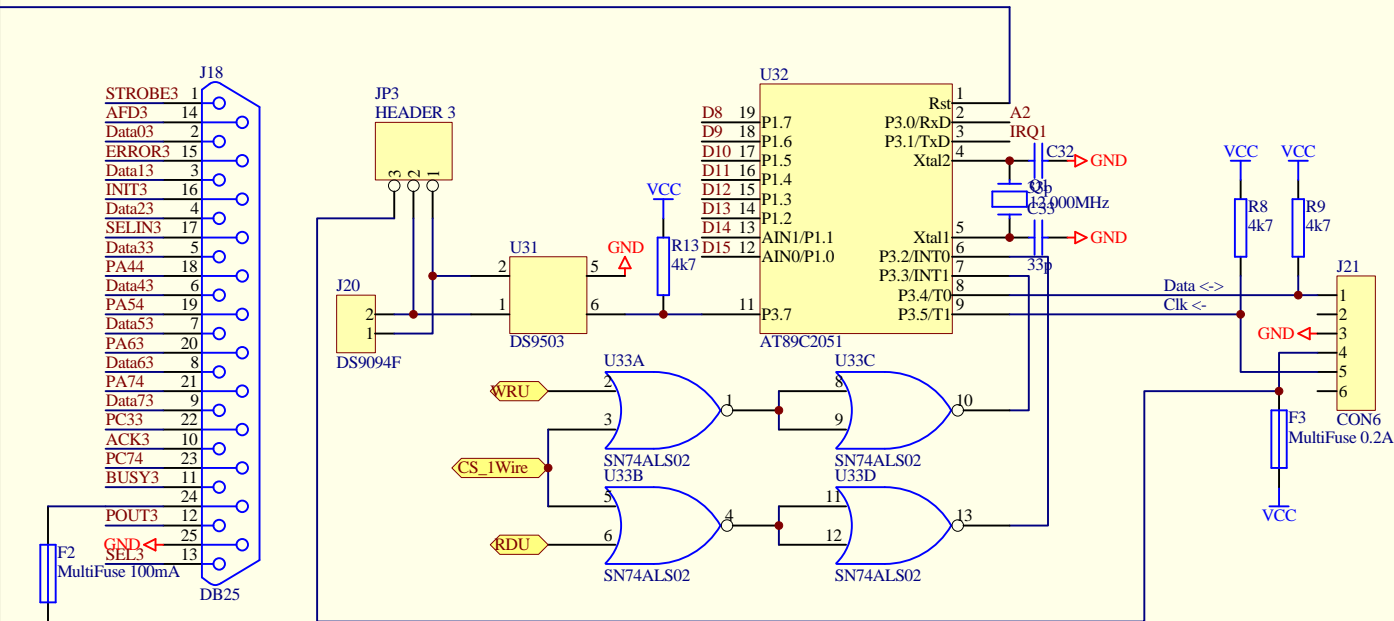 J18
STROBE3 1
AFD3 14
Data03 2
ERROR3 15
Data13 3
INIT3 16
Data23 4
SELIN3 17
Data33 5
PA44 18
Data43 6
PA54 19
Data53 7
PA63 20
Data63 8
PA74 21
Data73 9
PC33 22
ACK3 10
PC74 23
BUSY3 11
24
POUT3 12
GND 25
SEL3 13
DB25
F2
MultiFuse 100mA
JP3
HEADER 3
3 2 1
J20
2
1
DS9094F
U31
2 5
1 6
DS9503
GND
VCC
R13
4k7
U32
D8 19 P1.7
D9 18 P1.6
D10 17 P1.5
D11 16 P1.4
D12 15 P1.3
D13 14 P1.2
D14 13 AIN1/P1.1
D15 12 AIN0/P1.0
11 P3.7
Rst 1
P3.0/RxD 2 A2
P3.1/TxD 3 IRQ1
Xtal2 4
Xtal1 5
P3.2/INT0 6
P3.3/INT1 7
P3.4/T0 8
P3.5/T1 9
AT89C2051
C32
GND
33p
12.000MHz
C33
GND
33p
VCC
R8
4k7
VCC
R9
4k7
Data <->
Clk <-
J21
1
2
GND 3
4
5
6
CON6
F3
MultiFuse 0.2A
VCC
U33A
WRU 2
3
1
SN74ALS02
U33C
8
9
10
SN74ALS02
CS_1Wire
U33B
5
RDU 6
4
SN74ALS02
U33D
11
12
13
SN74ALS02